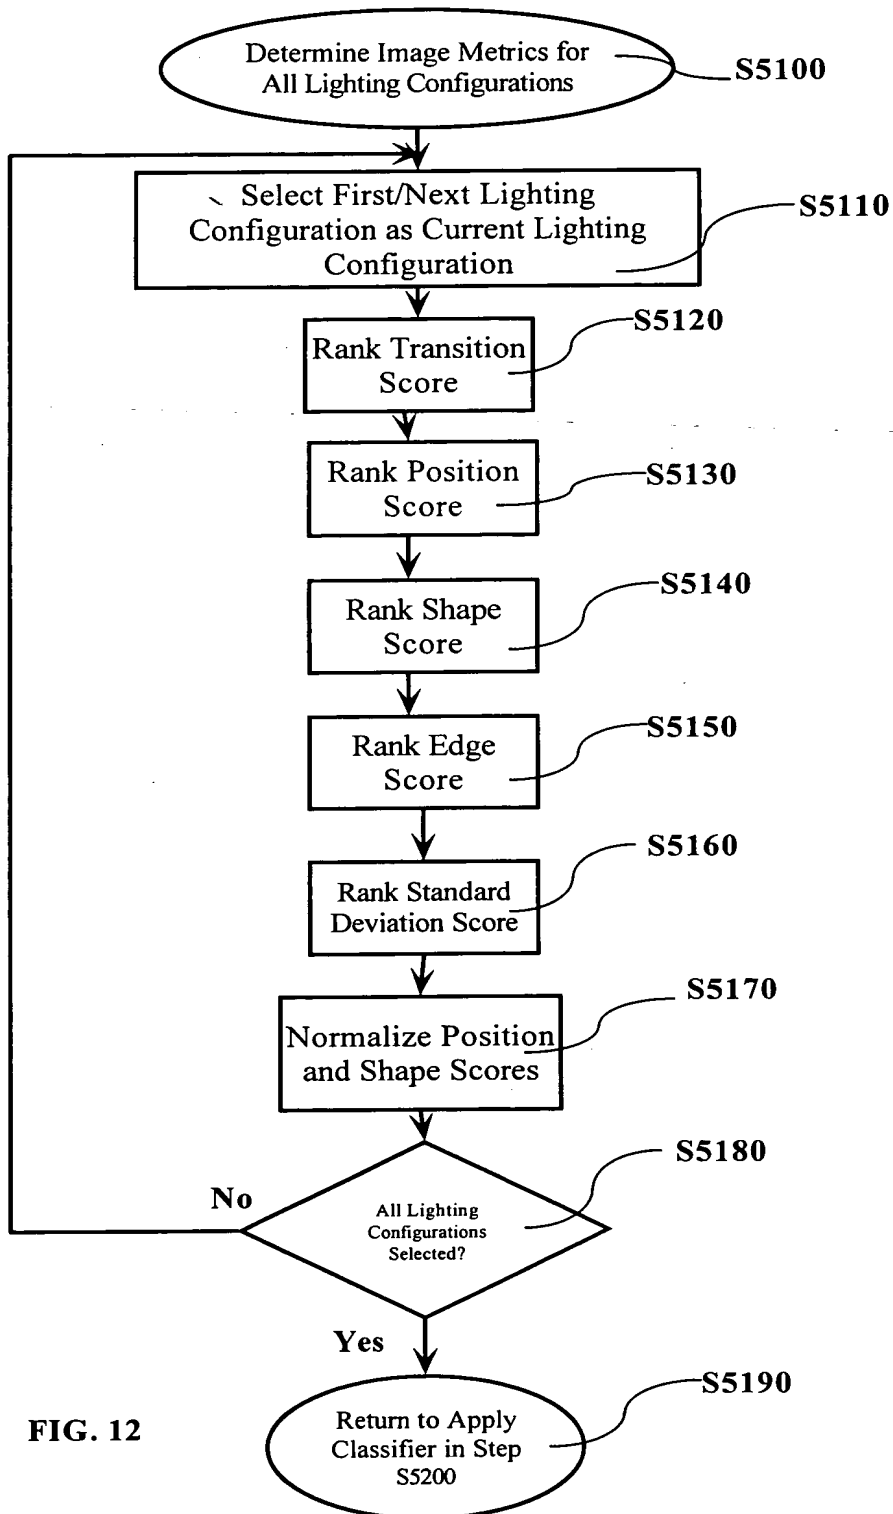 Determine Image Metrics for
All Lighting Configurations
S5100
Select First/Next Lighting
Configuration as Current Lighting
Configuration
S5110
Rank Transition
Score
S5120
Rank Position
Score
S5130
Rank Shape
Score
S5140
Rank Edge
Score
S5150
Rank Standard
Deviation Score
S5160
Normalize Position
and Shape Scores
S5170
All Lighting
Configurations
Selected?
S5180
No
Yes
Return to Apply
Classifier in Step
S5200
S5190
FIG. 12